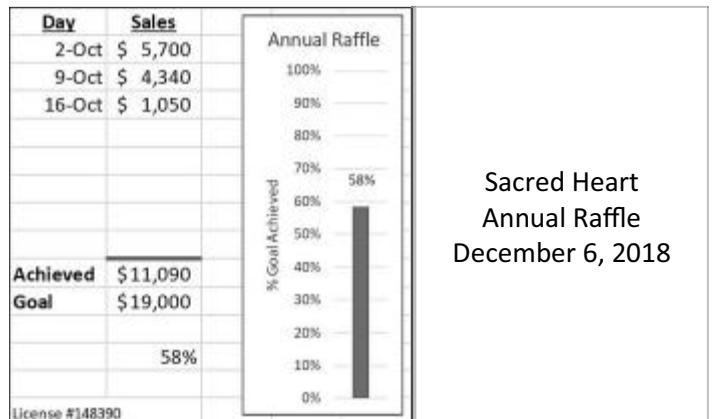 Day Sales
2-Oct $ 5,700
9-Oct $ 4,340
16-Oct $ 1,050
Achieved $11,090
Goal $19,000
58%
License #148390
Annual Raffle
100%
90%
80%
70%
60%
50%
40%
30%
20%
10%
0%
% Goal Achieved
58%
Sacred Heart
Annual Raffle
December 6, 2018